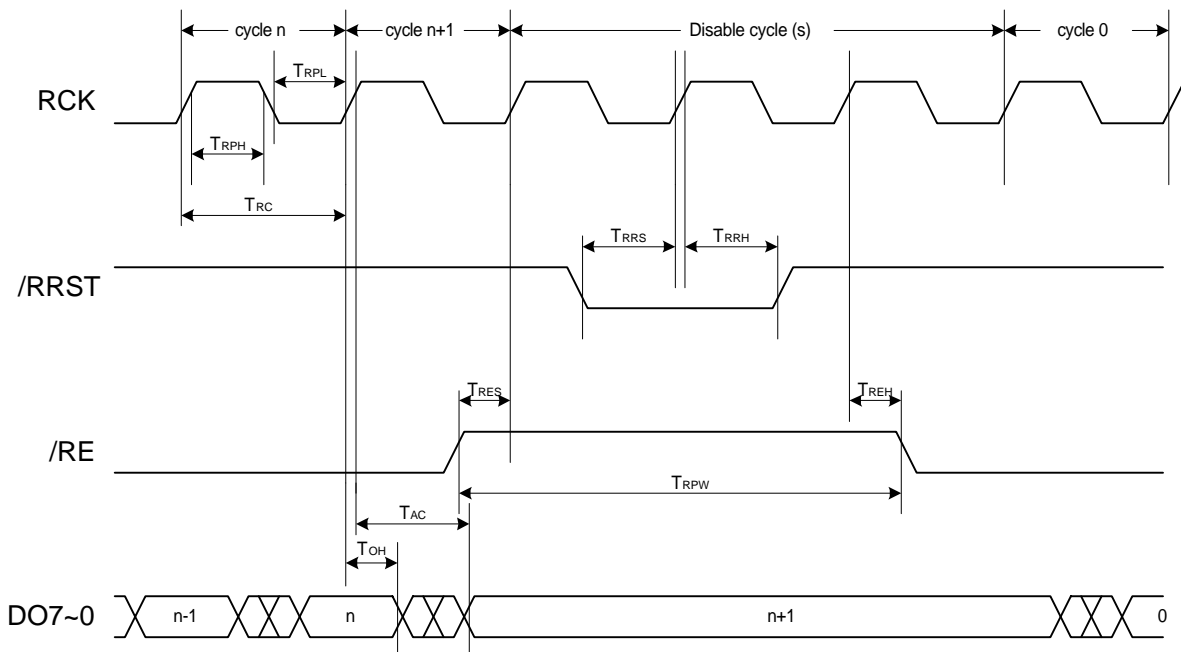 cycle n
cycle n+1
Disable cycle (s)
cycle 0
TRPL
RCK
TRPH
TRC
TRRS
TRRH
/RRST
TRES
TREH
/RE
TRPW
TAC
TOH
DO7~0
n-1
n
n+1
0